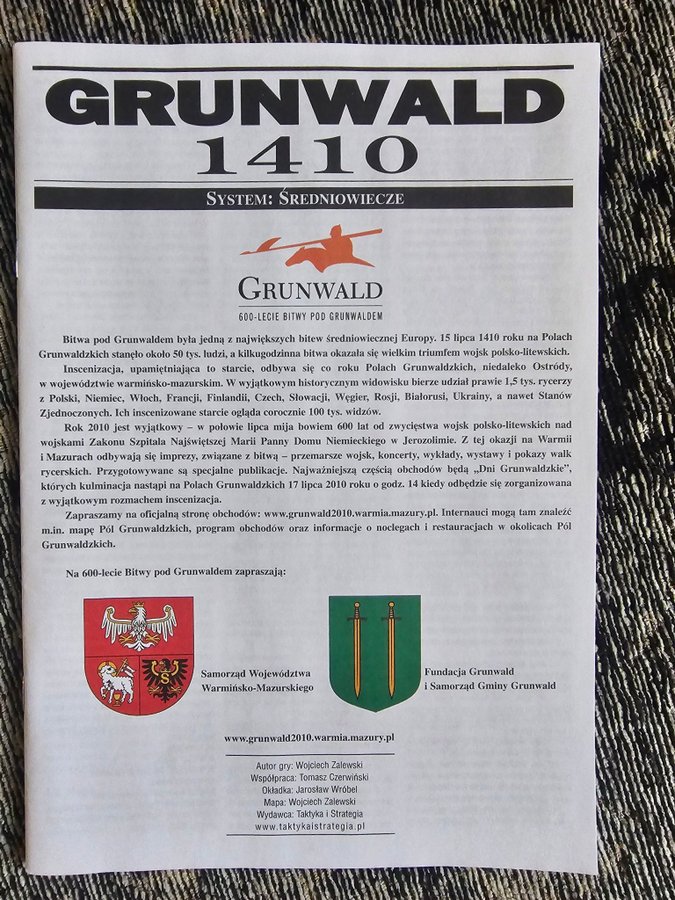 GRUNWALD
1410
SYSTEM: ŚREDNIOWIECZE
GRUNWALD
600-LECIE BITWY POD GRUNWALDEM
Bitwa pod Grunwaldem była jedną z największych bitew średniowiecznej Europy. 15 lipca 1410 roku na Polach
Grunwaldzkich stanęło około 50 tys. ludzi, a kilkugodzinna bitwa okazała się wielkim triumfem wojsk polsko-litewskich.
Inscenizacja, upamiętniająca to starcie, odbywa się co roku Polach Grunwaldzkich, niedaleko Ostródy,
w województwie warmińsko-mazurskim. W wyjątkowym historycznym widowisku bierze udział prawie 1,5 tys. rycerzy
z Polski, Niemiec, Włoch, Francji, Finlandii, Czech, Słowacji, Węgier, Rosji, Białorusi, Ukrainy, a nawet Stanów
Zjednoczonych. Ich inscenizowane starcie ogląda corocznie 100 tys. widzów.
Rok 2010 jest wyjątkowy – w połowie lipca mija bowiem 600 lat od zwycięstwa wojsk polsko-litewskich nad
wojskami Zakonu Szpitala Najświętszej Marii Panny Domu Niemieckiego w Jerozolimie. Z tej okazji na Warmii
i Mazurach odbywają się imprezy, związane z bitwą – przemarsze wojsk, koncerty, wykłady, wystawy i pokazy walk
rycerskich. Przygotowywane są specjalne publikacje. Najważniejszą częścią obchodów będą „Dni Grunwaldzkie”,
których kulminacja nastąpi na Polach Grunwaldzkich 17 lipca 2010 roku o godz. 14 kiedy odbędzie się zorganizowana
z wyjątkowym rozmachem inscenizacja.
Zapraszamy na oficjalną stronę obchodów: www.grunwald2010.warmia.mazury.pl. Internauci mogą tam znaleźć
m.in. mapę Pól Grunwaldzkich, program obchodów oraz informacje o noclegach i restauracjach w okolicach Pól
Grunwaldzkich.
Na 600-lecie Bitwy pod Grunwaldem zapraszają:
S
Samorząd Województwa
Warmińsko-Mazurskiego
Fundacja Grunwald
i Samorząd Gminy Grunwald
www.grunwald2010.warmia.mazury.pl
Autor gry: Wojciech Zalewski
Współpraca: Tomasz Czerwiński
Okładka: Jarosław Wróbel
Mapa: Wojciech Zalewski
Wydawca: Taktyka i Strategia
www.taktykaistrategia.pl